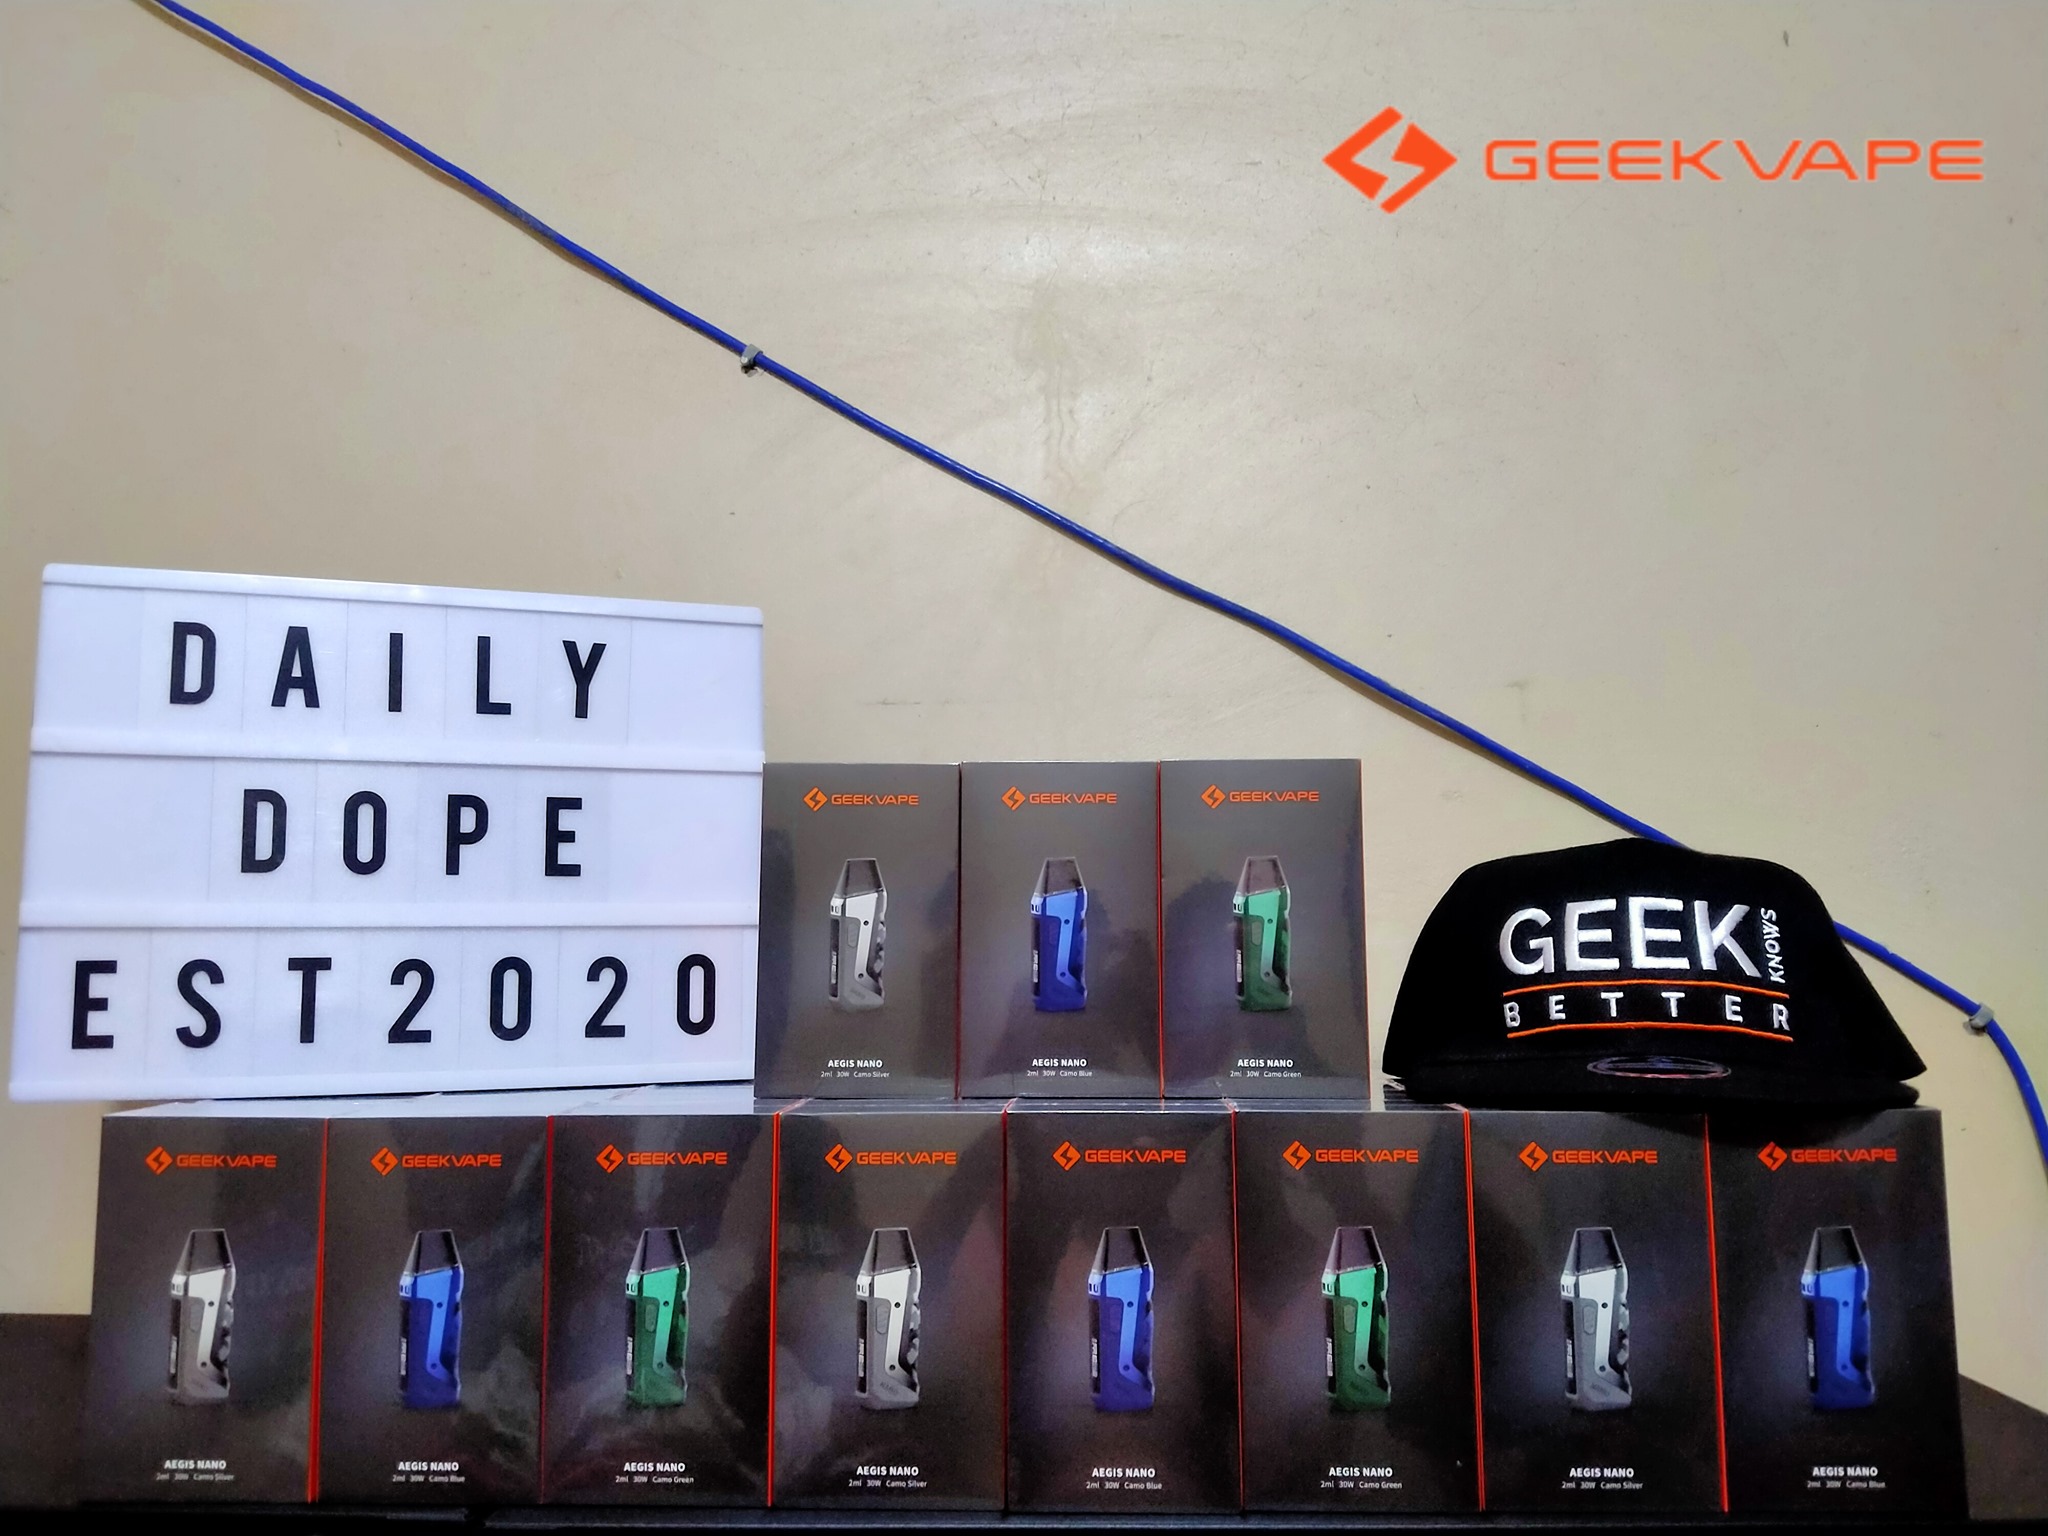 GEEKVAPE
DAILY
DOPE
EST2020
GEEKVAPE
AEGIS NANO
2ml 30W Camo Silver
GEEKVAPE
AEGIS NANO
2ml 30W Camo Blue
GEEKVAPE
AEGIS NANO
2ml 30W Camo Green
GEEK
KNOWS
BETTER
GEEKVAPE
AEGIS NANO
2ml 30W Camo Silver
GEEKVAPE
AEGIS NANO
2ml 30W Camo Blue
GEEKVAPE
AEGIS NANO
2ml 30W Camo Green
GEEKVAPE
AEGIS NANO
2ml 30W Camo Silver
GEEKVAPE
AEGIS NANO
2ml 30W Camo Blue
GEEKVAPE
AEGIS NANO
2ml 30W Camo Green
GEEKVAPE
AEGIS NANO
2ml 30W Camo Silver
GEEKVAPE
AEGIS NANO
2ml 30W Camo Blue